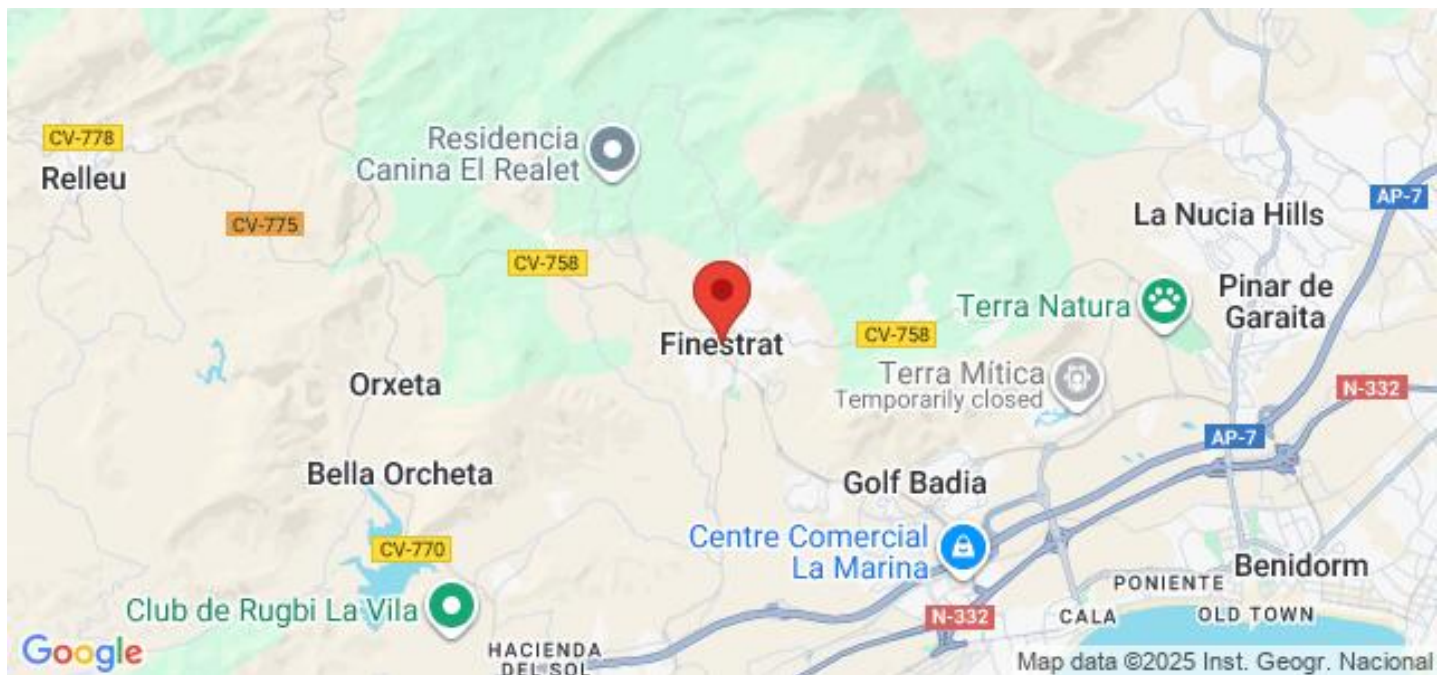 CV-778
Relleu
Residencia
Canina El Realet
CV-775
CV-758
AP-7
La Nucia Hills
Terra Natura
Pinar de
Garaita
Finestrat
CV-758
Terra Mítica
Temporarily closed
N-332
Orxeta
AP-7
Bella Orcheta
Golf Badia
Centre Comercial
La Marina
CV-770
Benidorm
PONIENTE
Club de Rugbi La Vila
N-332
CALA
OLD TOWN
HACIENDA
DEL SOL
Google
Map data ©2025 Inst. Geogr. Nacional